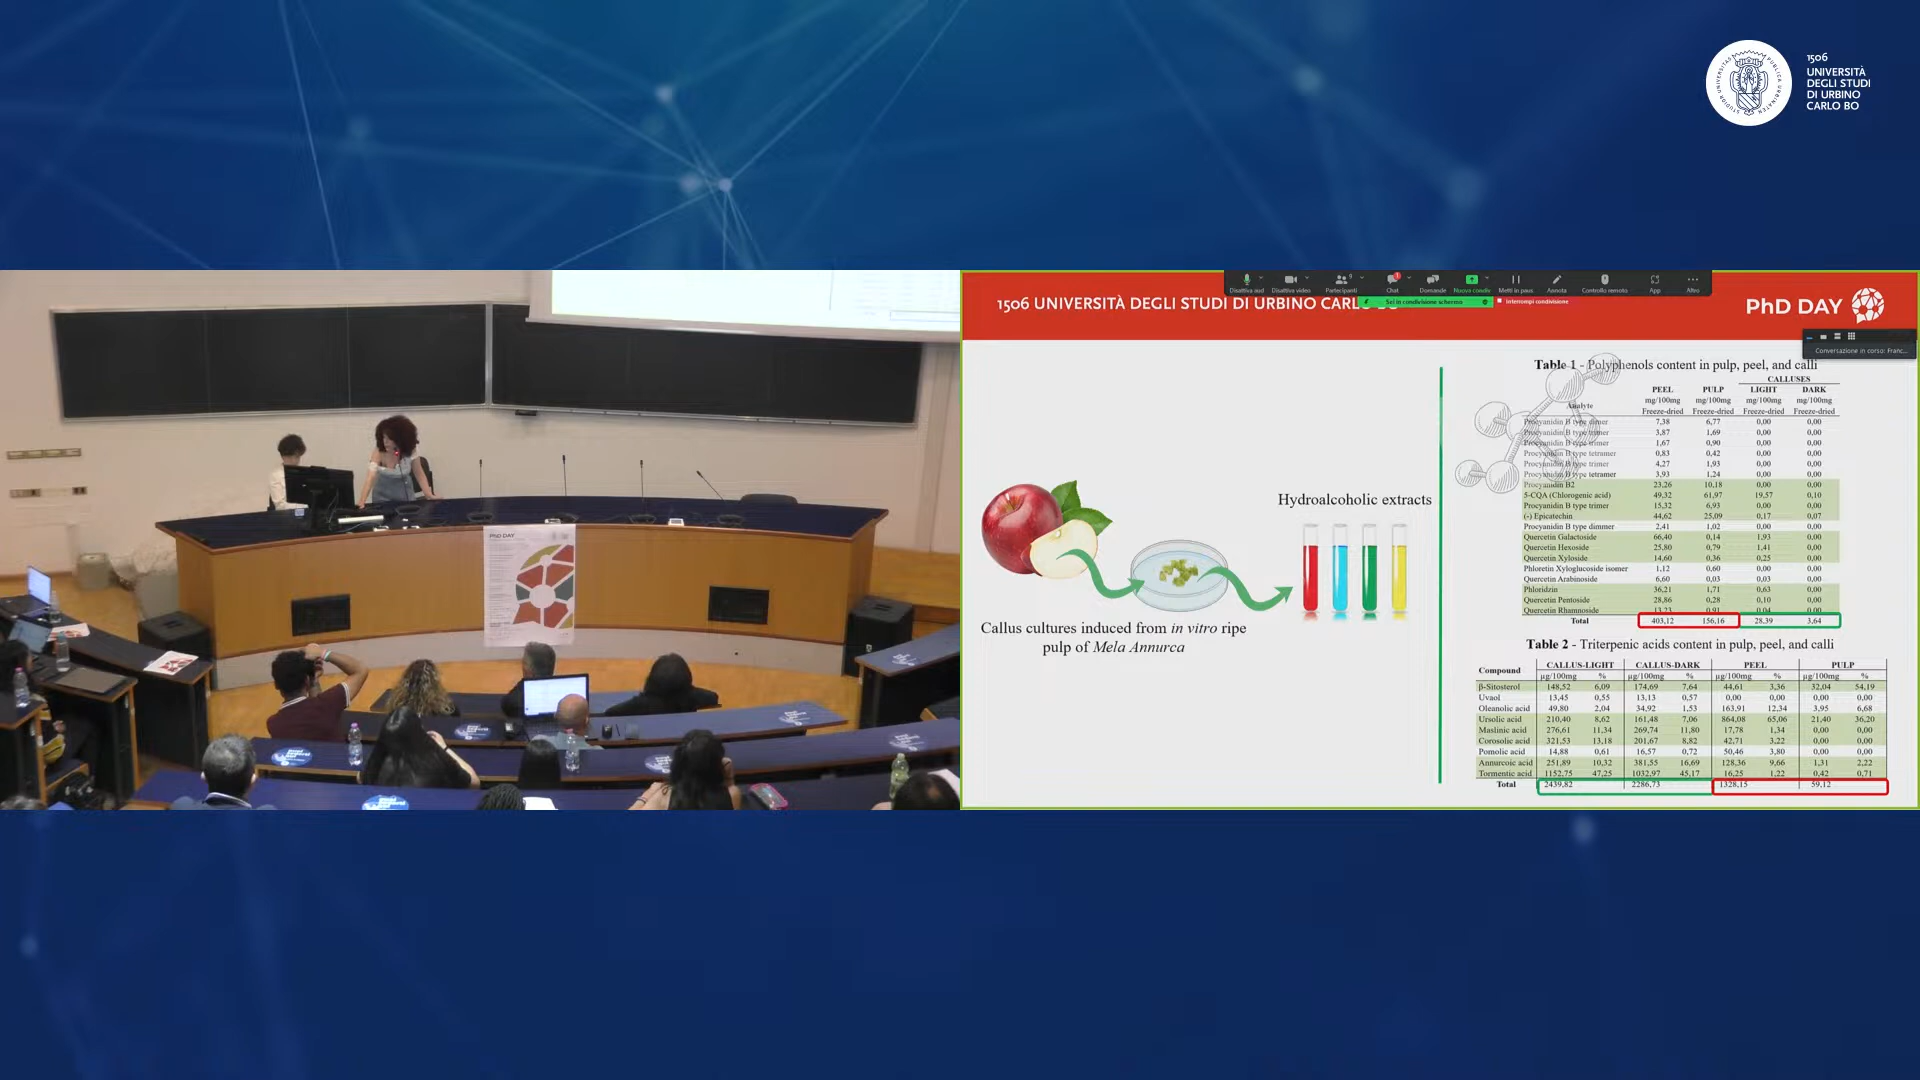 1506
UNIVERSITÀ
DEGLI STUDI
DI URBINO
CARLO BO
PhD DAY
1506 UNIVERSITÀ DEGLI STUDI DI URBINO CARL
PhD DAY
Disattiva aud
Disattiva video
Partecipanti
9
Chat
1
Domande
Nuova condiv
Metti in paus
Annota
Controllo remoto
App
Altro
Sei in condivisione schermo
Interrompi condivisione
Conversazione in corso: Franc...
Hydroalcoholic extracts
Callus cultures induced from in vitro ripe
pulp of Mela Annurca
Table 1 - Polyphenols content in pulp, peel, and calli
CALLUSES
PEEL PULP LIGHT DARK
Analyte mg/100mg mg/100mg mg/100mg mg/100mg
Freeze-dried Freeze-dried Freeze-dried Freeze-dried
Procyanidin B type dimer 7,38 6,77 0,00 0,00
Procyanidin B type trimer 3,87 1,69 0,00 0,00
Procyanidin B type trimer 1,67 0,90 0,00 0,00
Procyanidin B type tetramer 0,83 0,42 0,00 0,00
Procyanidin B type trimer 4,27 1,93 0,00 0,00
Procyanidin B type tetramer 3,93 1,24 0,00 0,00
Procyanidin B2 23,26 10,18 0,00 0,00
5-CQA (Chlorogenic acid) 49,32 61,97 19,57 0,10
Procyanidin B type trimer 15,32 6,93 0,00 0,00
(-) Epicatechin 44,62 25,09 0,17 0,07
Procyanidin B type dimmer 2,41 1,02 0,00 0,00
Quercetin Galactoside 66,40 0,14 1,93 0,00
Quercetin Hexoside 25,80 0,79 1,41 0,00
Quercetin Xyloside 14,60 0,36 0,25 0,00
Phloretin Xyloglucoside isomer 1,12 0,60 0,00 0,00
Quercetin Arabinoside 6,60 0,03 0,03 0,00
Phloridzin 36,21 1,71 0,63 0,00
Quercetin Pentoside 28,86 0,28 0,10 0,00
Quercetin Rhamnoside 13,23 0,91 0,04 0,00
Total 403,12 156,16 28,39 3,64
Table 2 - Triterpenic acids content in pulp, peel, and calli
Compound CALLUS-LIGHT CALLUS-DARK PEEL PULP
µg/100mg % µg/100mg % µg/100mg % µg/100mg %
β-Sitosterol 148,52 6,09 174,69 7,64 44,61 3,36 32,04 54,19
Uvaol 13,45 0,55 13,13 0,57 0,00 0,00 0,00 0,00
Oleanolic acid 49,80 2,04 34,92 1,53 163,91 12,34 3,95 6,68
Ursolic acid 210,40 8,62 161,48 7,06 864,08 65,06 21,40 36,20
Maslinic acid 276,61 11,34 269,74 11,80 17,78 1,34 0,00 0,00
Corosolic acid 321,53 13,18 201,67 8,82 42,71 3,22 0,00 0,00
Pomolic acid 14,88 0,61 16,57 0,72 50,46 3,80 0,00 0,00
Annurcoic acid 251,89 10,32 381,55 16,69 128,36 9,66 1,31 2,22
Tormentic acid 1152,75 47,25 1032,97 45,17 16,25 1,22 0,42 0,71
Total 2439,82 2286,73 1328,15 59,12